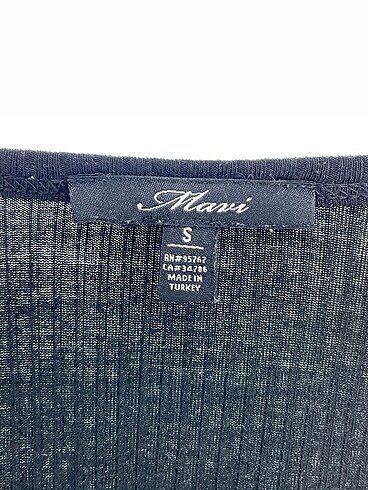 Mavi
S
RN#95767
CA#34786
MADE IN
TURKEY